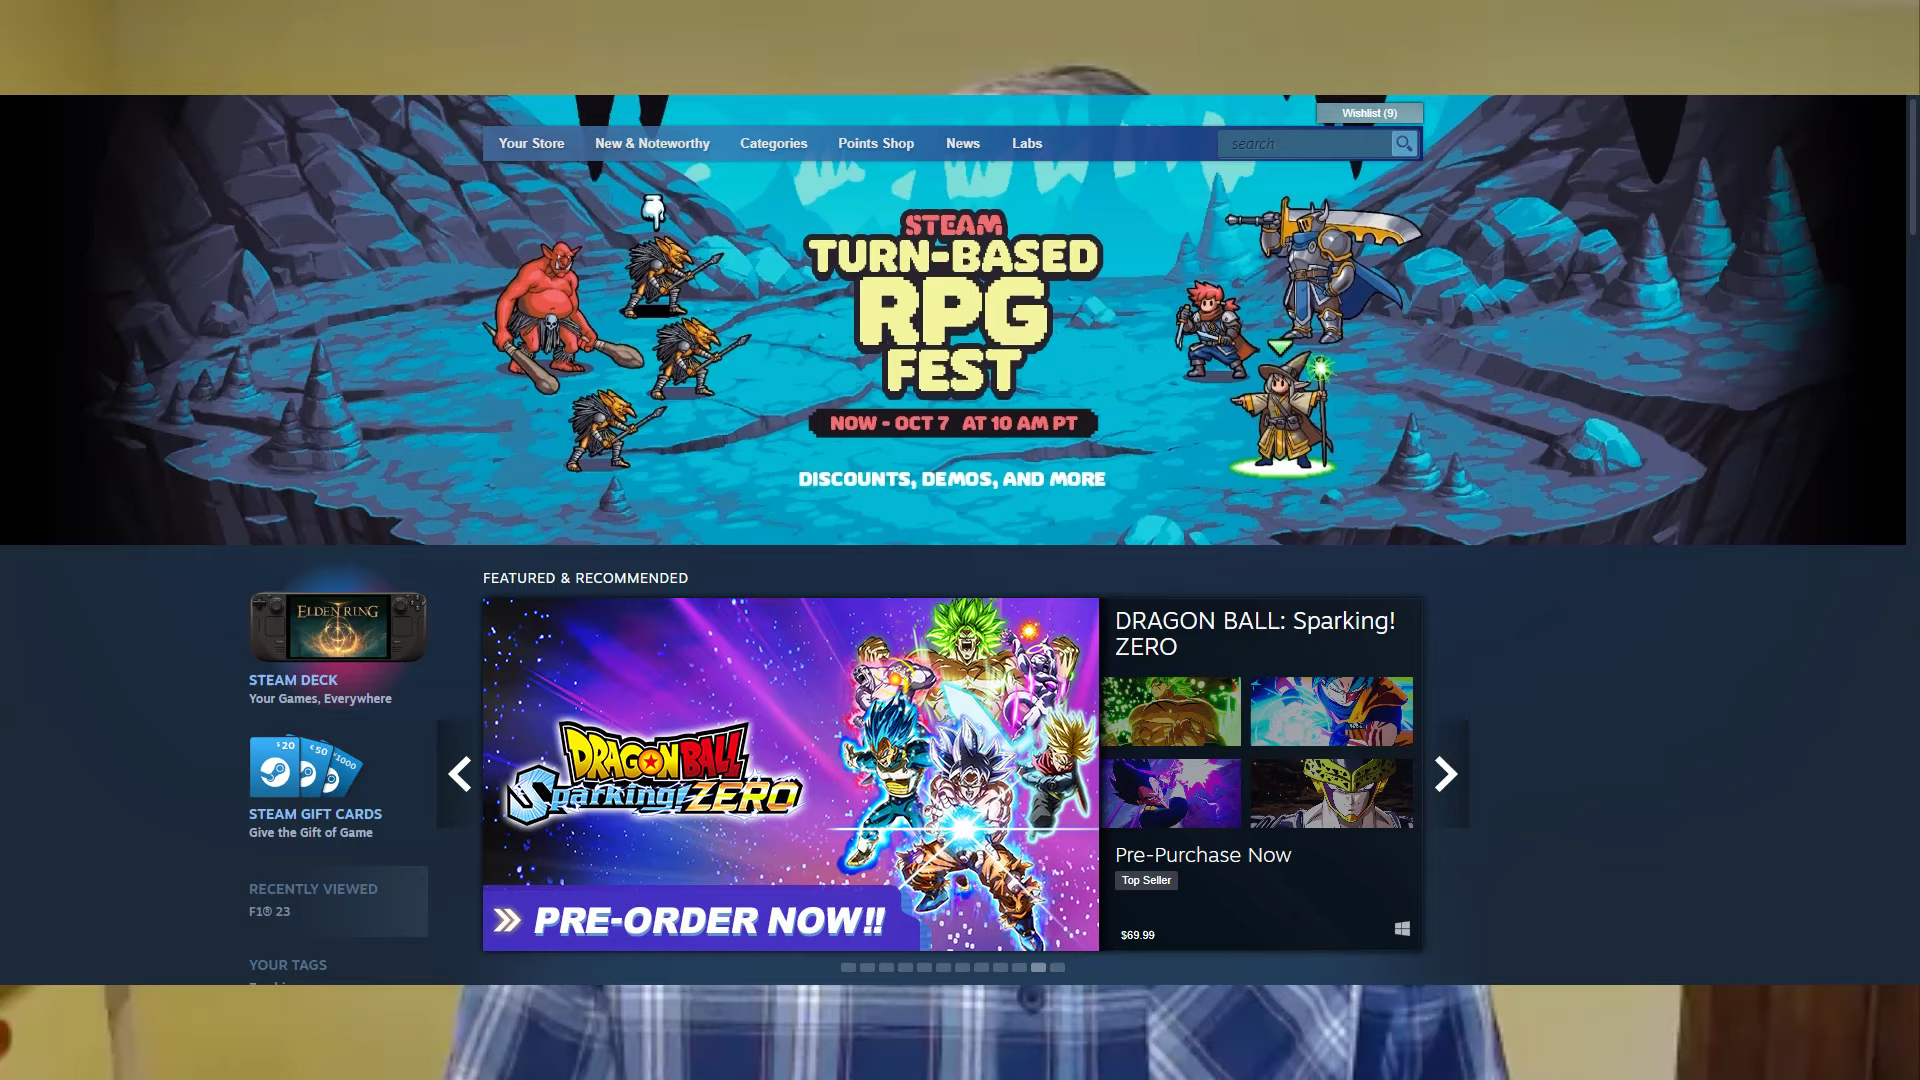 Wishlist (9)
Your Store New & Noteworthy Categories Points Shop News Labs
search
STEAM
TURN-BASED
RPG
FEST
NOW - OCT 7 AT 10 AM PT
DISCOUNTS, DEMOS, AND MORE
FEATURED & RECOMMENDED
ELDEN RING
STEAM DECK
Your Games, Everywhere
$20
€50
¥1000
STEAM GIFT CARDS
Give the Gift of Game
RECENTLY VIEWED
F1® 23
YOUR TAGS
DRAGON BALL
Sparking! ZERO
PRE-ORDER NOW!!
DRAGON BALL: Sparking!
ZERO
Pre-Purchase Now
Top Seller
$69.99